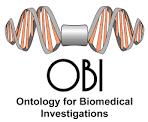 OBI
Ontology for Biomedical
Investigations